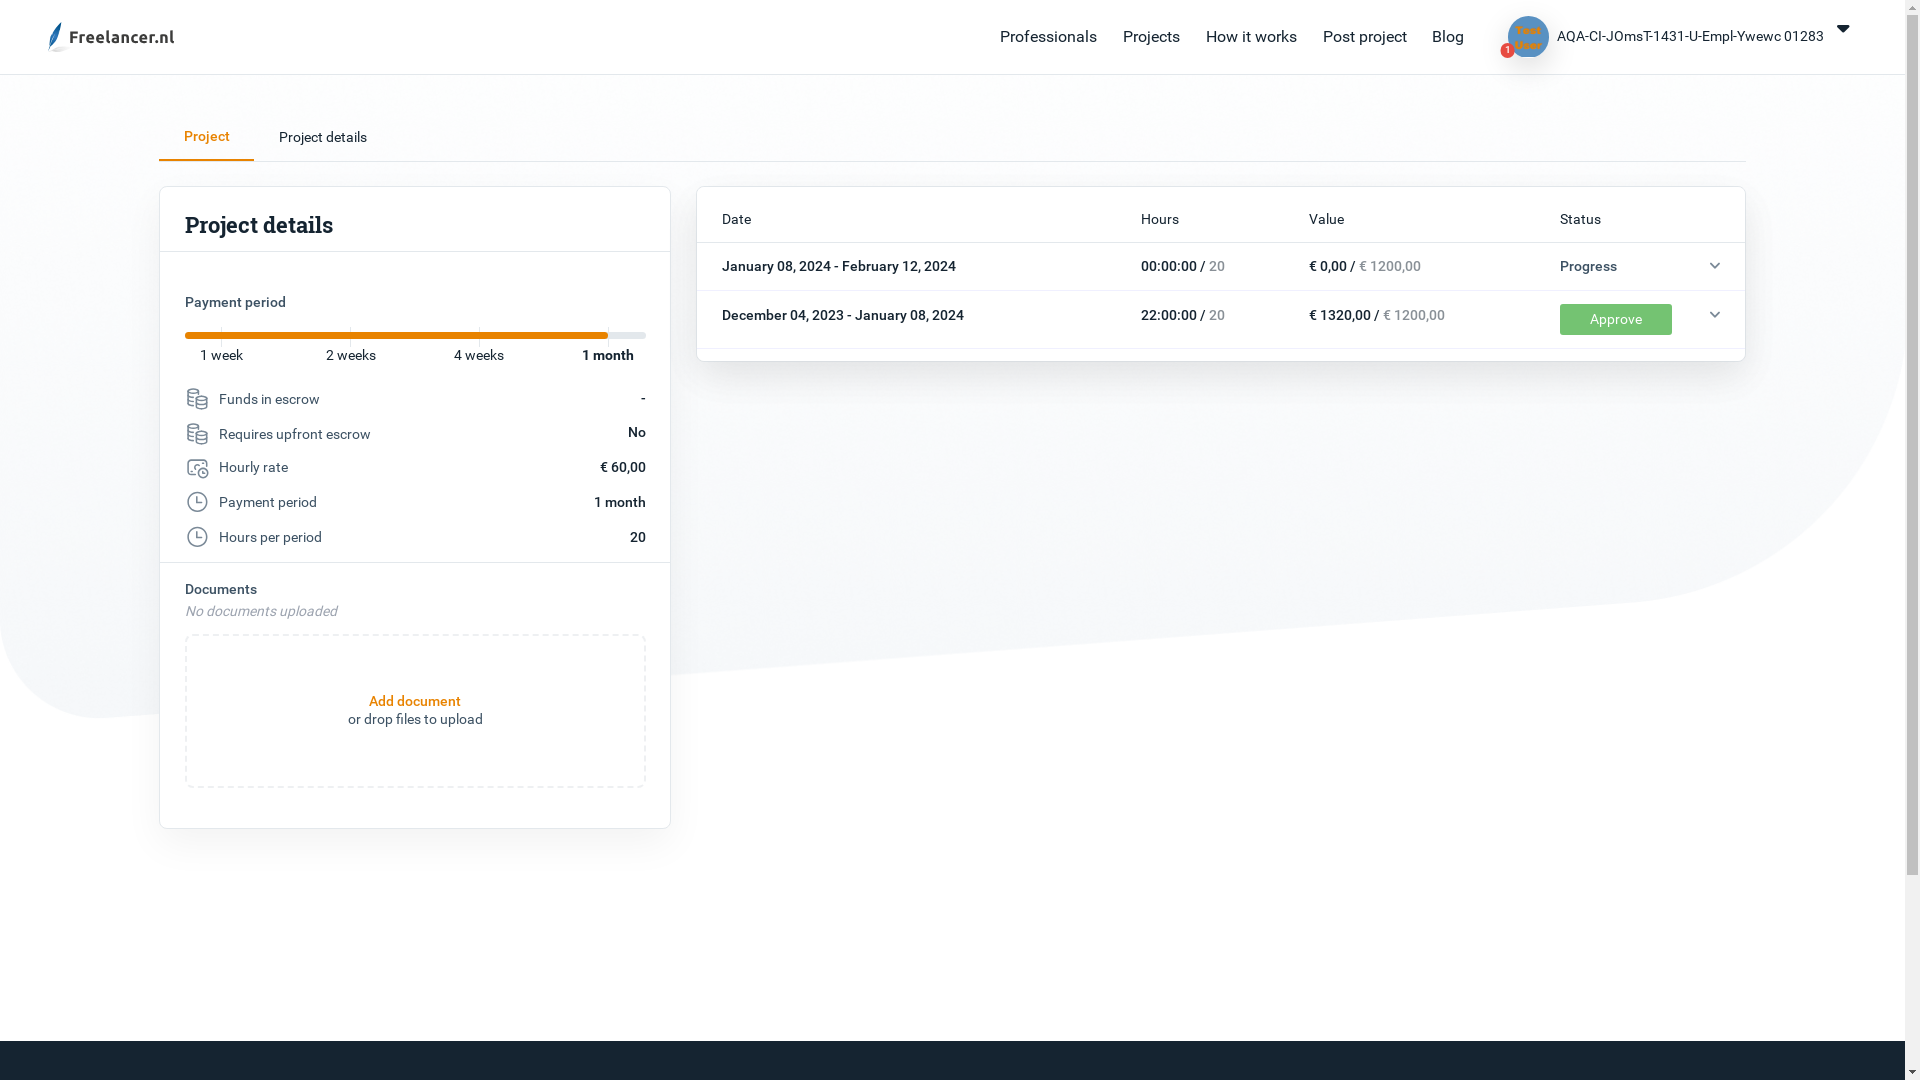 Freelancer.nl
Professionals
Projects
How it works
Post project
Blog
Test User
1
AQA-CI-JOmsT-1431-U-Empl-Ywewc 01283
Project
Project details
Project details
Payment period
1 week
2 weeks
4 weeks
1 month
Funds in escrow -
Requires upfront escrow No
Hourly rate € 60,00
Payment period 1 month
Hours per period 20
Documents
No documents uploaded
Add document
or drop files to upload
Date Hours Value Status
January 08, 2024 - February 12, 2024 00:00:00 / 20 € 0,00 / € 1200,00 Progress
December 04, 2023 - January 08, 2024 22:00:00 / 20 € 1320,00 / € 1200,00 Approve